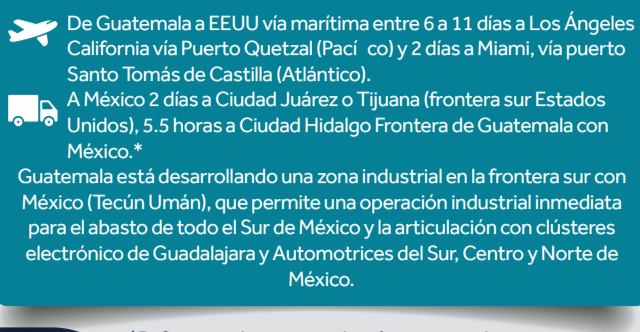 De Guatemala a EEUU vía marítima entre 6 a 11 días a Los Ángeles
California vía Puerto Quetzal (Pací co) y 2 días a Miami, vía puerto
Santo Tomás de Castilla (Atlántico).
A México 2 días a Ciudad Juárez o Tijuana (frontera sur Estados
Unidos), 5.5 horas a Ciudad Hidalgo Frontera de Guatemala con
México.*
Guatemala está desarrollando una zona industrial en la frontera sur con
México (Tecún Umán), que permite una operación industrial inmediata
para el abasto de todo el Sur de México y la articulación con clústeres
electrónico de Guadalajara y Automotrices del Sur, Centro y Norte de
México.